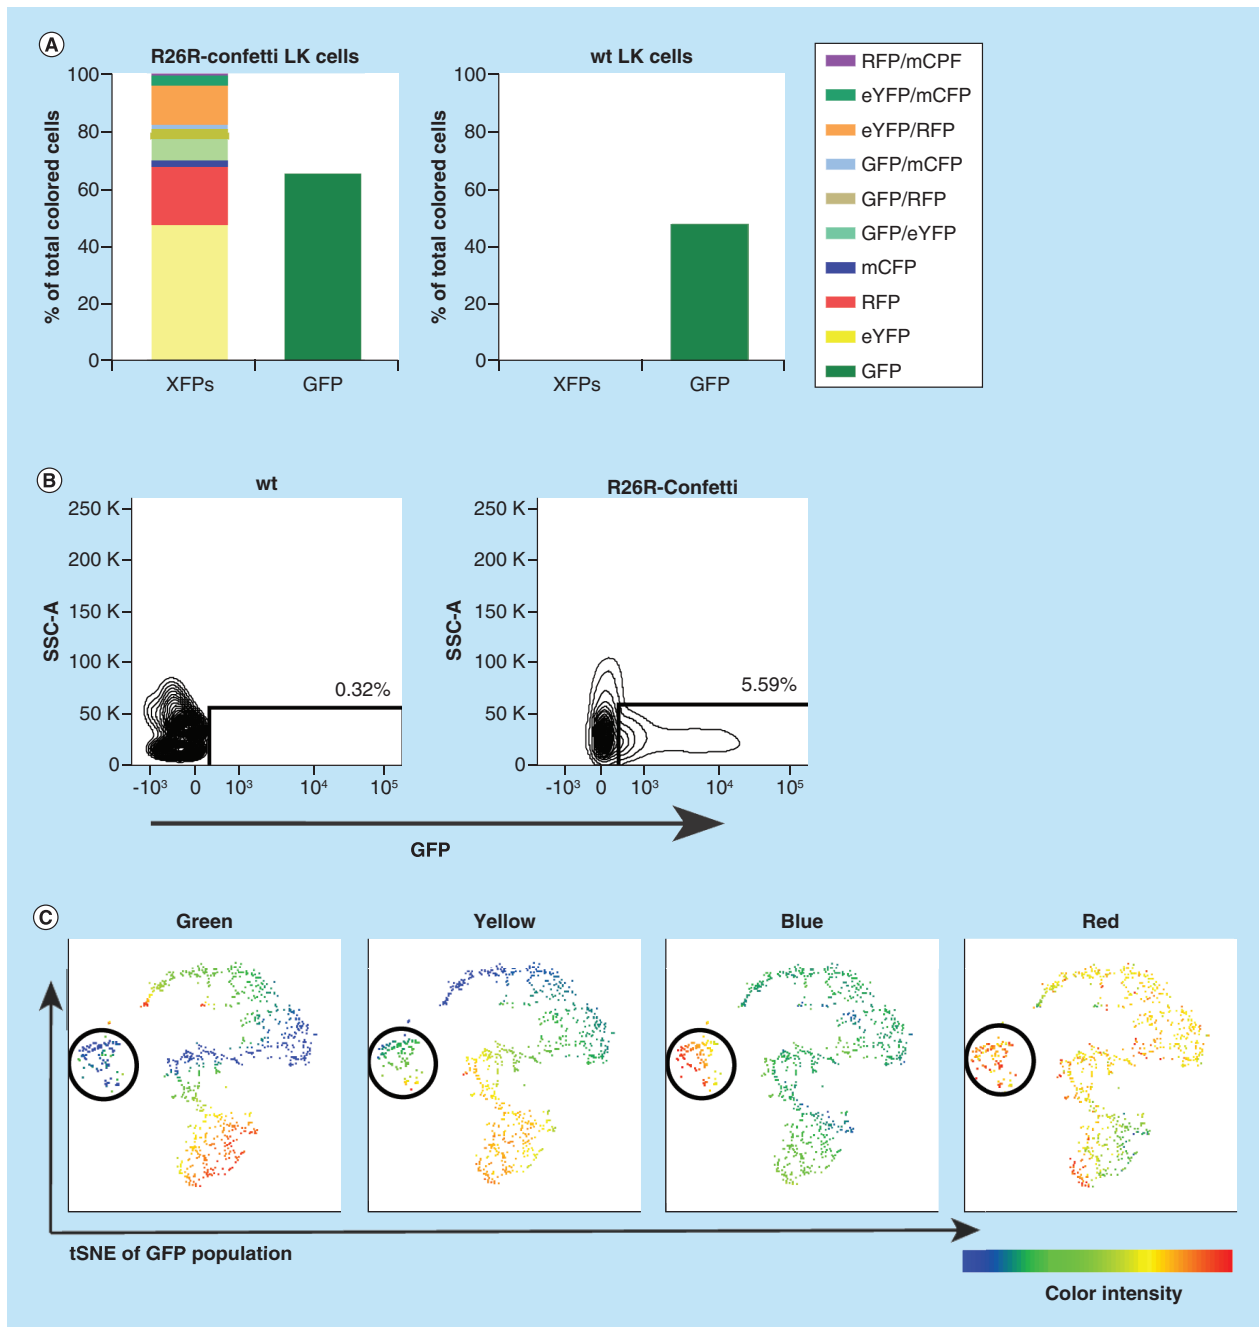 A
R26R-confetti LK cells
% of total colored cells
100
80
60
40
20
0
XFPs
GFP
wt LK cells
% of total colored cells
100
80
60
40
20
0
XFPs
GFP
RFP/mCPF
eYFP/mCFP
eYFP/RFP
GFP/mCFP
GFP/RFP
GFP/eYFP
mCFP
RFP
eYFP
GFP
B
wt
SSC-A
250 K
200 K
150 K
100 K
50 K
0
0.32%
-10³ 0 10³ 10⁴ 10⁵
R26R-Confetti
SSC-A
250 K
200 K
150 K
100 K
50 K
0
5.59%
-10³ 0 10³ 10⁴ 10⁵
GFP
C
Green
Yellow
Blue
Red
tSNE of GFP population
Color intensity